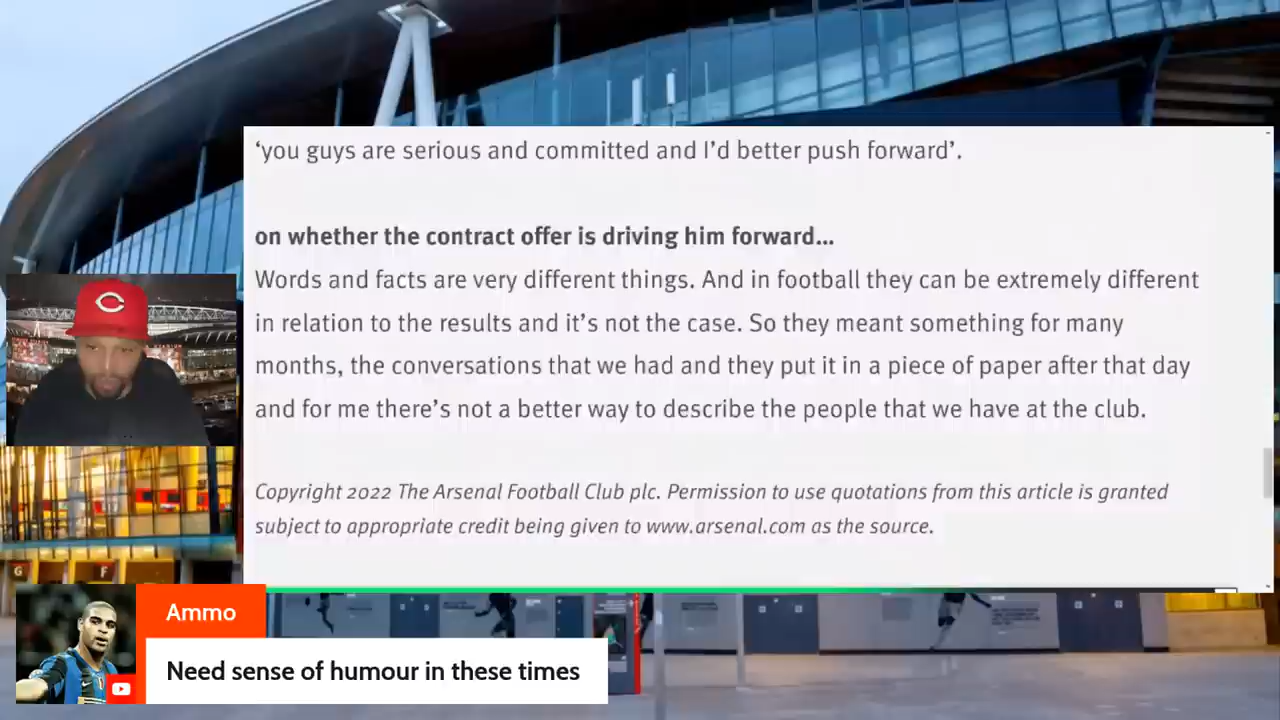 ‘you guys are serious and committed and I’d better push forward’.
on whether the contract offer is driving him forward...
Words and facts are very different things. And in football they can be extremely different
in relation to the results and it’s not the case. So they meant something for many
months, the conversations that we had and they put it in a piece of paper after that day
and for me there’s not a better way to describe the people that we have at the club.
Copyright 2022 The Arsenal Football Club plc. Permission to use quotations from this article is granted
subject to appropriate credit being given to www.arsenal.com as the source.
C
G F
Ammo
Need sense of humour in these times